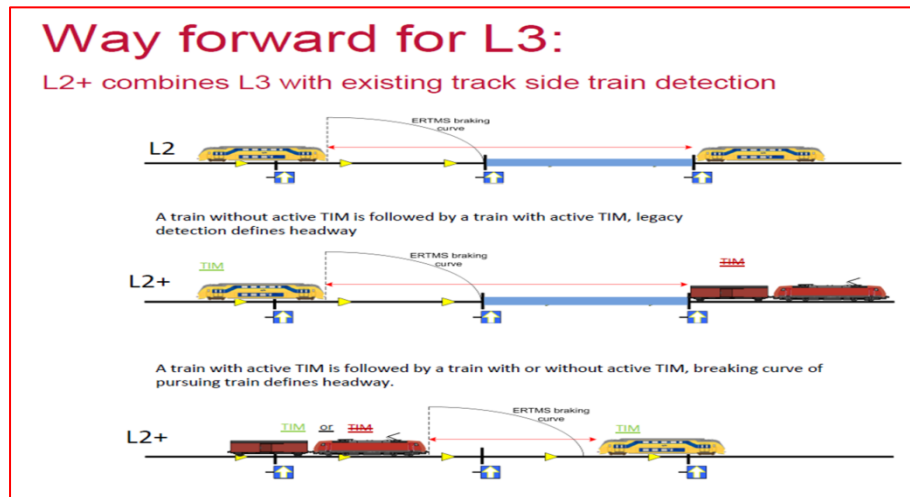 Way forward for L3:
L2+ combines L3 with existing track side train detection
ERTMS braking
curve
L2
A train without active TIM is followed by a train with active TIM, legacy
detection defines headway
ERTMS braking
curve
TIM
TIM
L2+
A train with active TIM is followed by a train with or without active TIM, breaking curve of
pursuing train defines headway.
ERTMS braking
curve
TIM or TIM
TIM
L2+